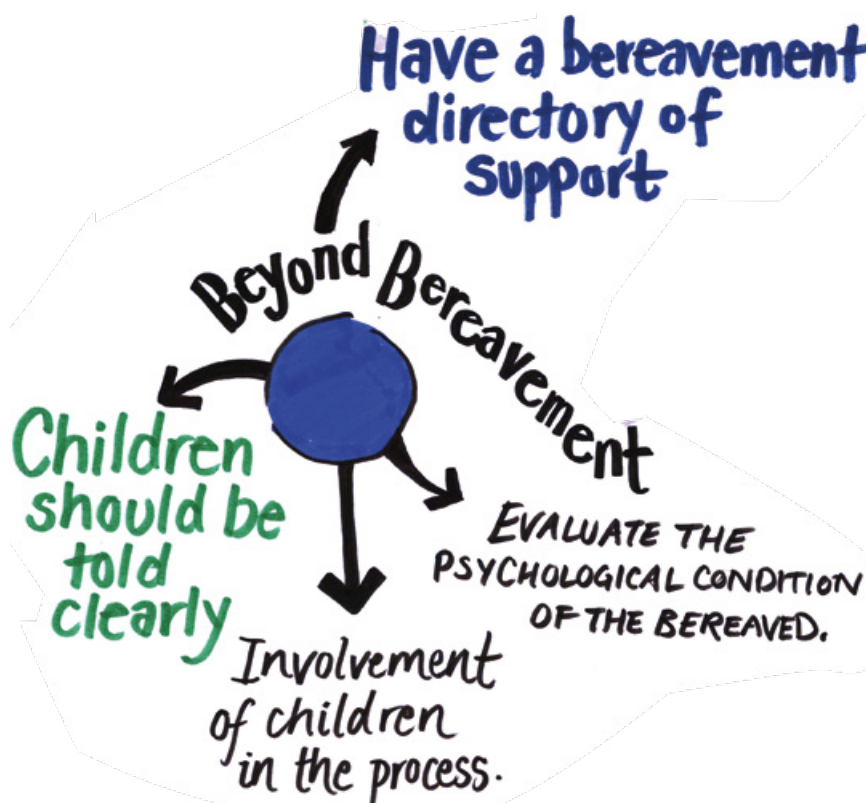 Have a bereavement
directory of
support
Beyond Bereavement
Children
should be
told
clearly
EVALUATE THE
PSYCHOLOGICAL CONDITION
OF THE BEREAVED.
Involvement
of children
in the process.